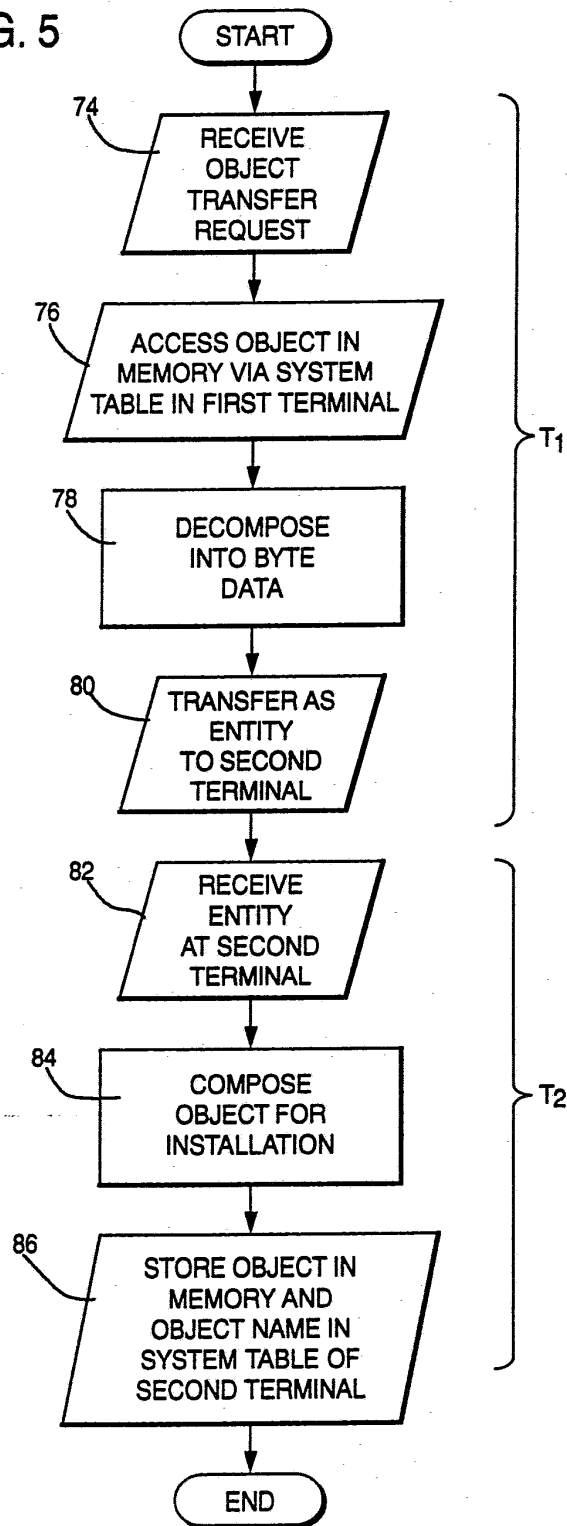 G. 5
START
74
RECEIVE
OBJECT
TRANSFER
REQUEST
76
ACCESS OBJECT IN
MEMORY VIA SYSTEM
TABLE IN FIRST TERMINAL
T1
78
DECOMPOSE
INTO BYTE
DATA
80
TRANSFER AS
ENTITY
TO SECOND
TERMINAL
82
RECEIVE
ENTITY
AT SECOND
TERMINAL
84
COMPOSE
OBJECT FOR
INSTALLATION
T2
86
STORE OBJECT IN
MEMORY AND
OBJECT NAME IN
SYSTEM TABLE OF
SECOND TERMINAL
END